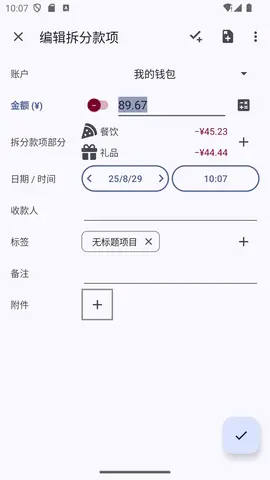 10:07
编辑拆分款项
账户 我的钱包
金额 (¥) 89.67
餐饮 −¥45.23
拆分款项部分
礼品 −¥44.44
日期 / 时间 25/8/29 10:07
收款人
标签 无标题项目
备注
附件